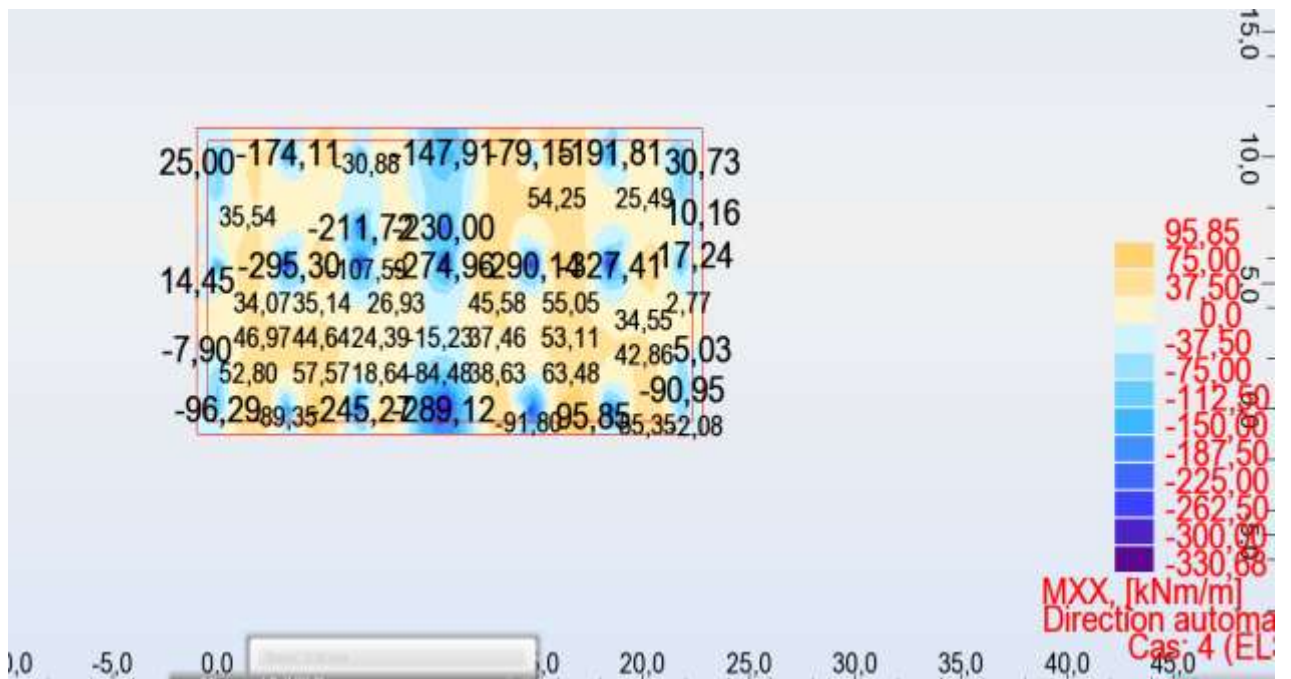 15,0
25,00 -174,11 -30,88 -147,91 -79,15 -191,81 30,73
10,0
54,25 25,49
35,54 10,16
-211,72 -230,00
95,85
17,24
75,00
14,45 -295,30 -107,59 -274,96 -290,14 -327,41
5,0
37,50
34,07 35,14 26,93 45,58 55,05 2,77
34,55
0,0
46,97 44,64 24,39 -15,23 37,46 53,11
-37,50
-7,90 42,86 5,03
-75,00
52,80 57,57 18,64 -84,48 38,63 63,48
-90,95
-112,50
-96,29 -89,35 -245,27 -289,12 -91,80 95,85
-2,08
-150,00
-187,50
-225,00
-262,50
-300,00
-330,68
MXX, [kNm/m]
Direction automa
Cas: 4 (EL
-5,0 0,0 20,0 25,0 30,0 35,0 40,0 45,0